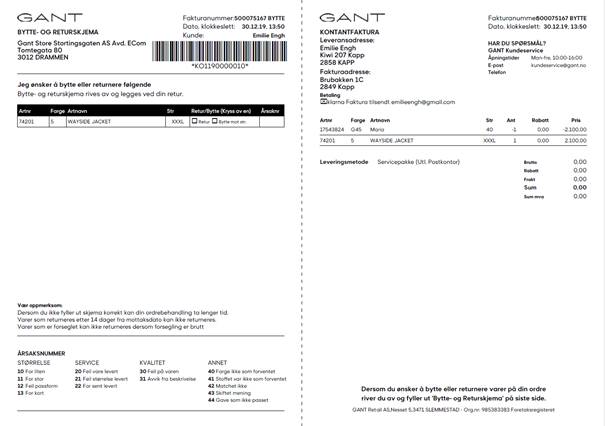 GANT
Fakturanummer:500075167 BYTTE
BYTTE- OG RETURSKJEMA
Dato, klokkeslett: 30.12.19, 13:50
Kunde: Emilie Engh
Gant Store Stortingsgaten AS Avd. ECom
Tomtegata 80
3012 DRAMMEN
*KO1190000010*
Jeg ønsker å bytte eller returnere følgende
Bytte- og returskjema rives av og legges ved din retur.
Artnr Farge Artnavn Str Retur/Bytte (Kryss av en) Årsaknr
74201 5 WAYSIDE JACKET XXXL Retur Bytte mot en:
Vær oppmerksom:
Dersom du ikke fyller ut skjema korrekt kan din ordrebehandling ta lenger tid.
Varer som returneres etter 14 dager fra mottaksdato kan ikke returneres.
Varer som er forseglet kan ikke returneres dersom forsegling er brutt
ÅRSAKSNUMMER
STØRRELSE SERVICE KVALITET ANNET
10 For liten 20 Feil vare levert 30 Feil på varen 40 Farge ikke som forventet
11 For stor 21 Feil størrelse levert 31 Avvik fra beskrivelse 41 Stoffet var ikke som forventet
12 Feil passform 22 For sent levert 42 Matchet ikke
13 For kort 43 Skiftet mening
44 Gave som ikke passet
GANT
Fakturanummer:500075167 BYTTE
Dato, klokkeslett: 30.12.19, 13:50
KONTANTFAKTURA
Leveransadresse:
Emilie Engh
Kiwi 207 Kapp
2858 KAPP
Fakturaadresse:
Brubakken 1C
2849 Kapp
Betaling
Klarna Faktura tilsendt emilieengh@gmail.com
HAR DU SPØRSMÅL?
GANT Kundeservice
Åpningstider Man-fre, 10:00-16:00
E-post kundeservice@gant.no
Telefon
Artnr Farge Artnavn Str Ant Rabatt Pris
17543824 G45 Maria 40 -1 0,00 -2.100,00
74201 5 WAYSIDE JACKET XXXL 1 0,00 2.100,00
Leveringsmetode Servicepakke (Utl. Postkontor)
Brutto 0,00
Rabatt 0,00
Frakt 0,00
Sum 0,00
Sum mva 0,00
Dersom du ønsker å bytte eller returnere varer på din ordre
river du av og fyller ut 'Bytte- og Returskjema' på siste side.
GANT Retail AS,Nesset 5,3471 SLEMMESTAD - Org.nr: 985383383 Foretaksregisteret